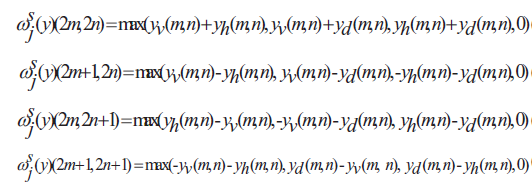 ω_j^s(y)(2m,2n)=max(y_v(m,n)+y_h(m,n),y_v(m,n)+y_d(m,n),y_h(m,n)+y_d(m,n),0)
ω_j^s(y)(2m+1,2n)=max(y_v(m,n)-y_h(m,n), y_v(m,n)-y_d(m,n),-y_h(m,n)-y_d(m,n),0)
ω_j^s(y)(2m,2n+1)=max(y_h(m,n)-y_v(m,n),-y_v(m,n)-y_d(m,n), y_h(m,n)-y_d(m,n),0)
ω_j^s(y)(2m+1,2n+1)=max(-y_v(m,n)-y_h(m,n), y_d(m,n)-y_v(m, n), y_d(m,n)-y_h(m,n),0)